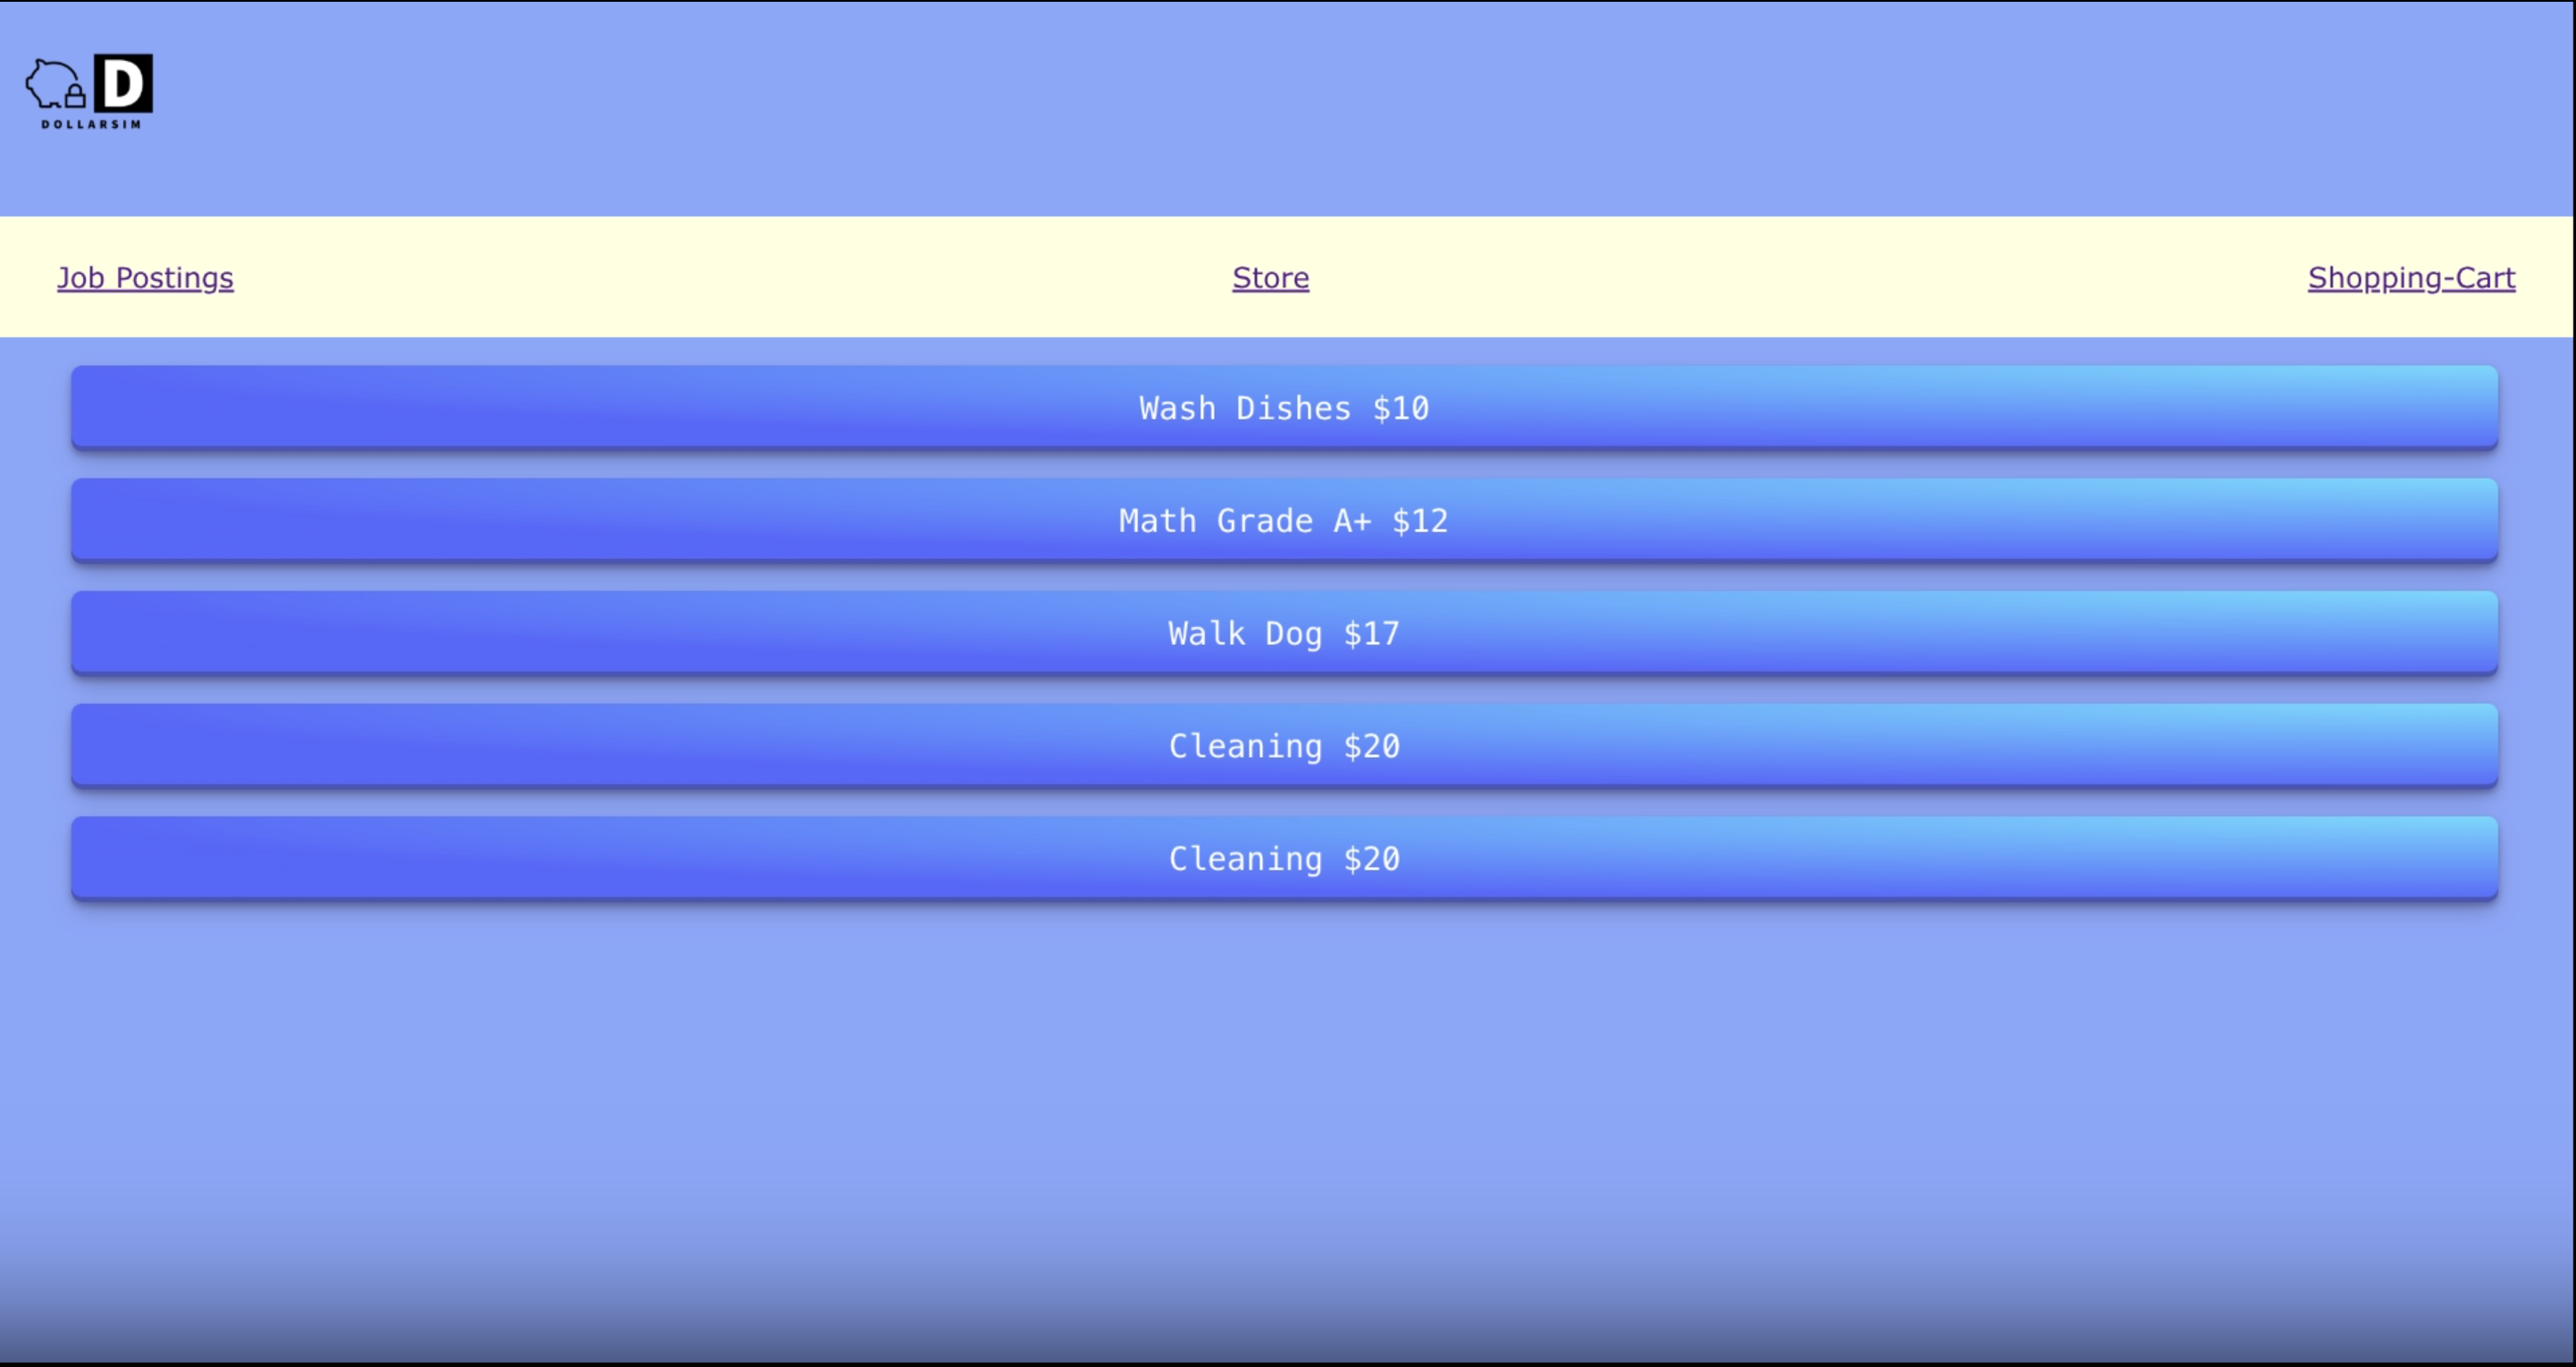 D
DOLLARSIM
Job Postings Store Shopping-Cart
Wash Dishes $10
Math Grade A+ $12
Walk Dog $17
Cleaning $20
Cleaning $20